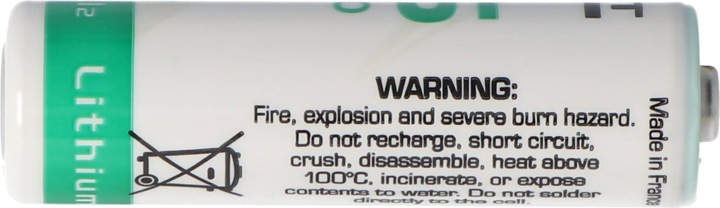 l2
Lithium
WARNING:
Fire, explosion and severe burn hazard.
Do not recharge, short circuit,
crush, disassemble, heat above
100°C, incinerate, or expose
contents to water. Do not solder
directly to the cell.
Made in France